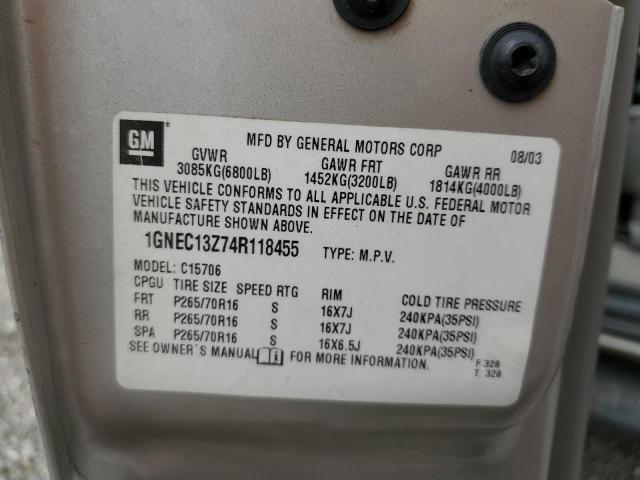 GM ® MFD BY GENERAL MOTORS CORP 08/03
GVWR GAWR FRT GAWR RR
3085KG(6800LB) 1452KG(3200LB) 1814KG(4000LB)
THIS VEHICLE CONFORMS TO ALL APPLICABLE U.S. FEDERAL MOTOR
VEHICLE SAFETY STANDARDS IN EFFECT ON THE DATE OF
MANUFACTURE SHOWN ABOVE.
1GNEC13Z74R118455 TYPE: M.P.V.
MODEL: C15706
CPGU TIRE SIZE SPEED RTG RIM COLD TIRE PRESSURE
FRT P265/70R16 S 16X7J 240KPA(35PSI)
RR P265/70R16 S 16X7J 240KPA(35PSI)
SPA P265/70R16 S 16X6.5J 240KPA(35PSI)
SEE OWNER'S MANUAL FOR MORE INFORMATION.
F 328
T 328